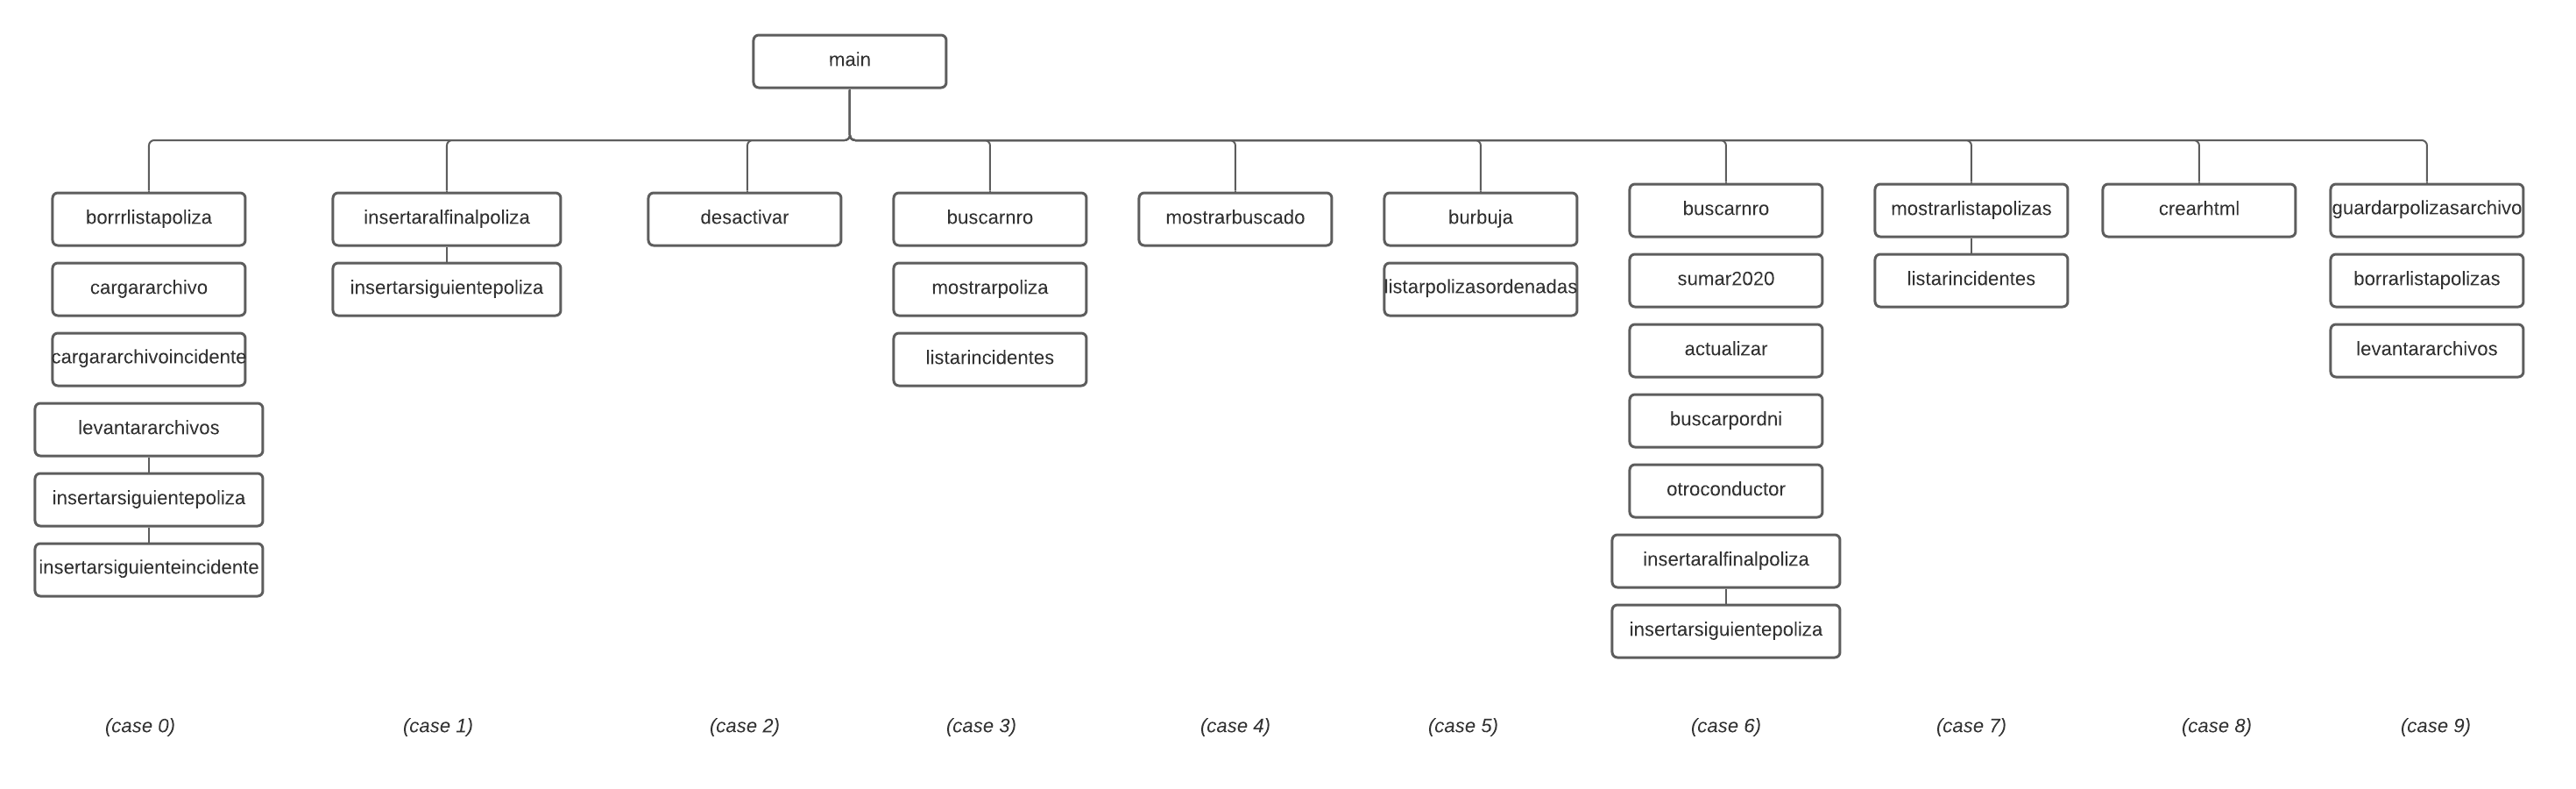 main
borrrlistapoliza
cargararchivo
cargararchivoincidente
levantararchivos
insertarsiguientepoliza
insertarsiguienteincidente
(case 0)
insertaralfinalpoliza
insertarsiguientepoliza
(case 1)
desactivar
(case 2)
buscarnro
mostrarpoliza
listarincidentes
(case 3)
mostrarbuscado
(case 4)
burbuja
listarpolizasordenadas
(case 5)
buscarnro
sumar2020
actualizar
buscarpordni
otroconductor
insertaralfinalpoliza
insertarsiguientepoliza
(case 6)
mostrarlistapolizas
listarincidentes
(case 7)
crearhtml
(case 8)
guardarpolizasarchivo
borrarlistapolizas
levantararchivos
(case 9)